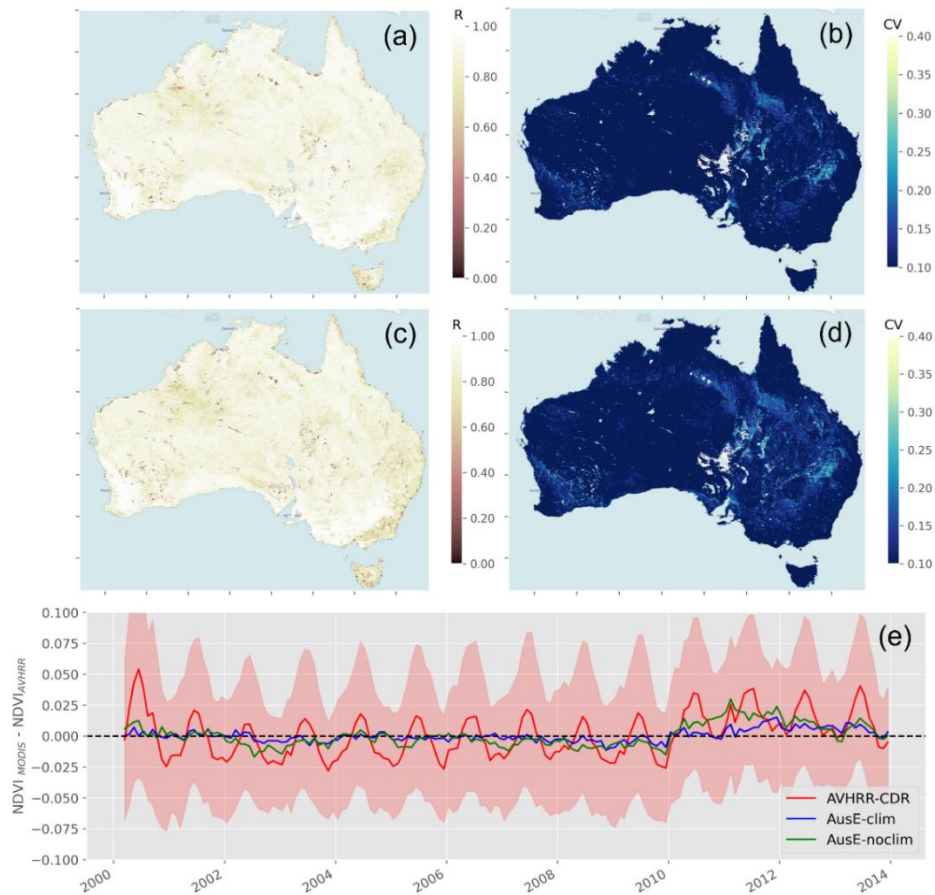 R
(a)
1.00
0.80
0.60
0.40
0.20
0.00
CV
(b)
0.40
0.35
0.30
0.25
0.20
0.15
0.10
R
(c)
1.00
0.80
0.60
0.40
0.20
0.00
CV
(d)
0.40
0.35
0.30
0.25
0.20
0.15
0.10
(e)
NDVI MODIS - NDVI AVHRR
0.100
0.075
0.050
0.025
0.000
−0.025
−0.050
−0.075
−0.100
AVHRR-CDR
AusE-clim
AusE-noclim
2000 2002 2004 2006 2008 2010 2012 2014